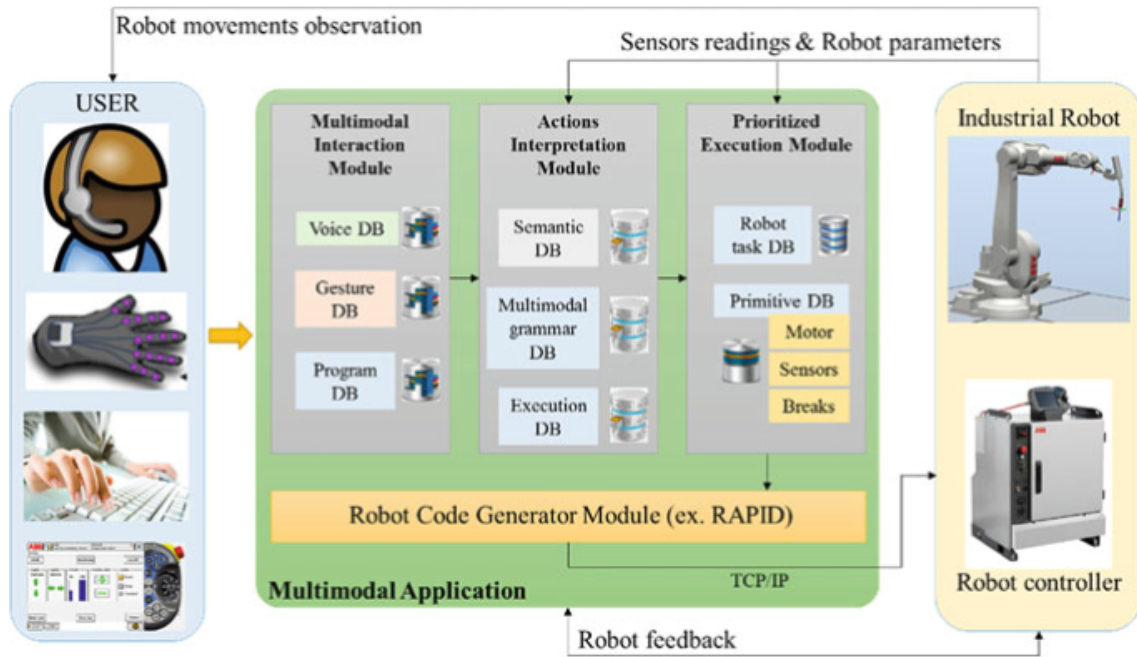 Robot movements observation
Sensors readings & Robot parameters
USER
Multimodal
Interaction
Module
Voice DB
Gesture
DB
Program
DB
Actions
Interpretation
Module
Semantic
DB
Multimodal
grammar
DB
Execution
DB
Prioritized
Execution Module
Robot
task DB
Primitive DB
Motor
Sensors
Breaks
Robot Code Generator Module (ex. RAPID)
Multimodal Application
TCP/IP
Robot feedback
Industrial Robot
ABB
Robot controller
ABB